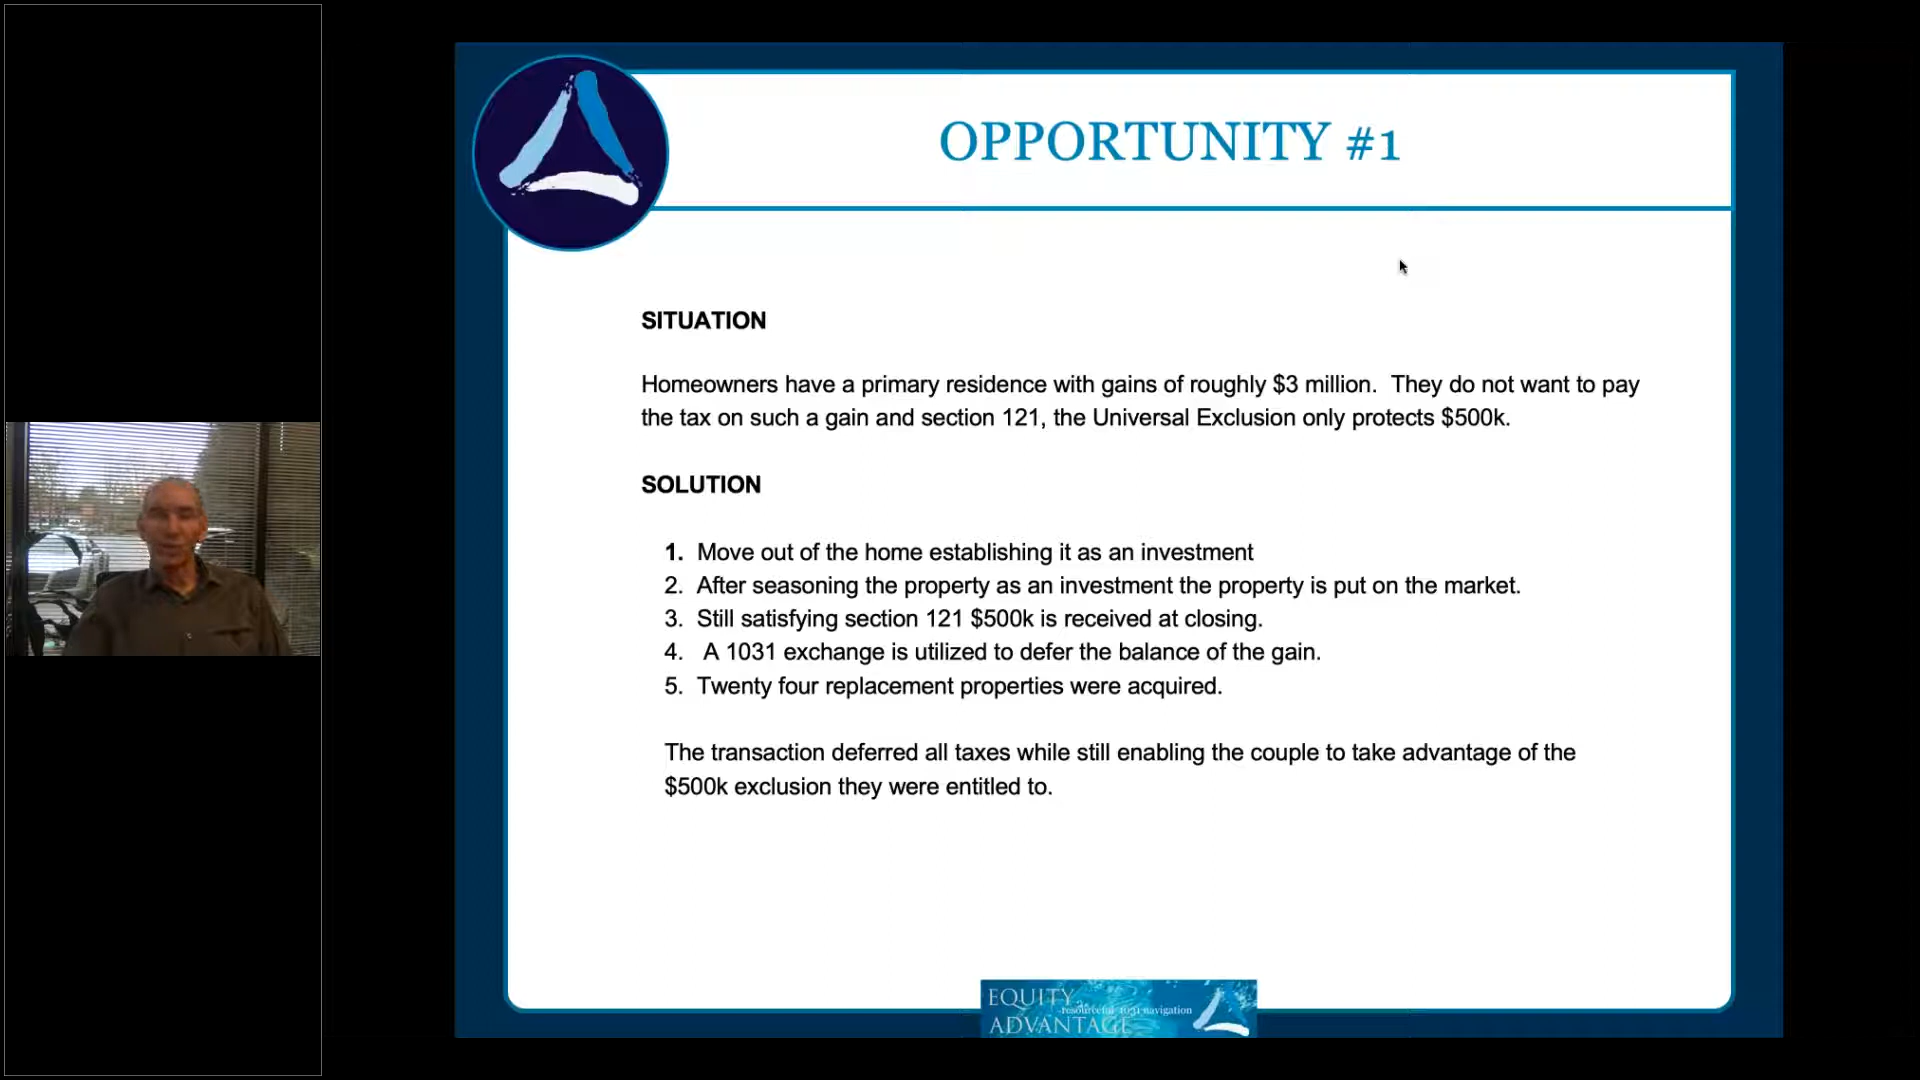 OPPORTUNITY #1
SITUATION
Homeowners have a primary residence with gains of roughly $3 million.  They do not want to pay
the tax on such a gain and section 121, the Universal Exclusion only protects $500k.
SOLUTION
1.  Move out of the home establishing it as an investment
2.  After seasoning the property as an investment the property is put on the market.
3.  Still satisfying section 121 $500k is received at closing.
4.   A 1031 exchange is utilized to defer the balance of the gain.
5.  Twenty four replacement properties were acquired.
The transaction deferred all taxes while still enabling the couple to take advantage of the
$500k exclusion they were entitled to.
EQUITY
resourceful 1031 navigation
ADVANTAGE